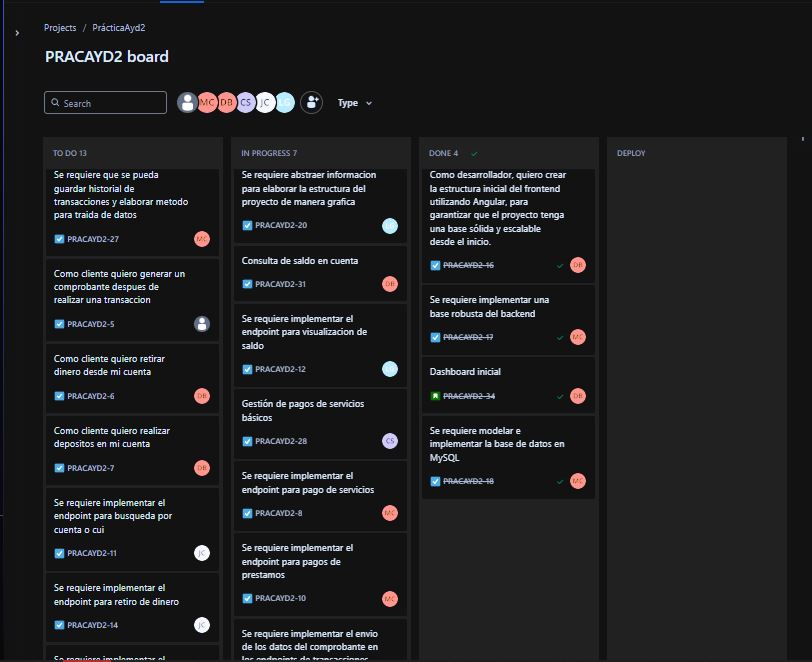 Projects / PrácticaAyd2
PRACAYD2 board
Search
MC DB CS JC LG
Type
TO DO 13
Se requiere que se pueda
guardar historial de
transacciones y elaborar metodo
para traida de datos
PRACAYD2-27
MC
Como cliente quiero generar un
comprobante despues de
realizar una transaccion
PRACAYD2-5
Como cliente quiero retirar
dinero desde mi cuenta
PRACAYD2-6
DB
Como cliente quiero realizar
depositos en mi cuenta
PRACAYD2-7
DB
Se requiere implementar el
endpoint para busqueda por
cuenta o cui
PRACAYD2-11
JC
Se requiere implementar el
endpoint para retiro de dinero
PRACAYD2-14
JC
Se requiere implementar el
IN PROGRESS 7
Se requiere abstraer informacion
para elaborar la estructura del
proyecto de manera grafica
PRACAYD2-20
LG
Consulta de saldo en cuenta
PRACAYD2-31
DB
Se requiere implementar el
endpoint para visualizacion de
saldo
PRACAYD2-12
LG
Gestión de pagos de servicios
básicos
PRACAYD2-28
CS
Se requiere implementar el
endpoint para pago de servicios
PRACAYD2-8
MC
Se requiere implementar el
endpoint para pagos de
prestamos
PRACAYD2-10
MC
Se requiere implementar el envio
de los datos del comprobante en
los endpoints de transacciones
DONE 4
Como desarrollador, quiero crear
la estructura inicial del frontend
utilizando Angular, para
garantizar que el proyecto tenga
una base sólida y escalable
desde el inicio.
PRACAYD2-16
DB
Se requiere implementar una
base robusta del backend
PRACAYD2-17
MC
Dashboard inicial
PRACAYD2-34
DB
Se requiere modelar e
implementar la base de datos en
MySQL
PRACAYD2-18
MC
DEPLOY